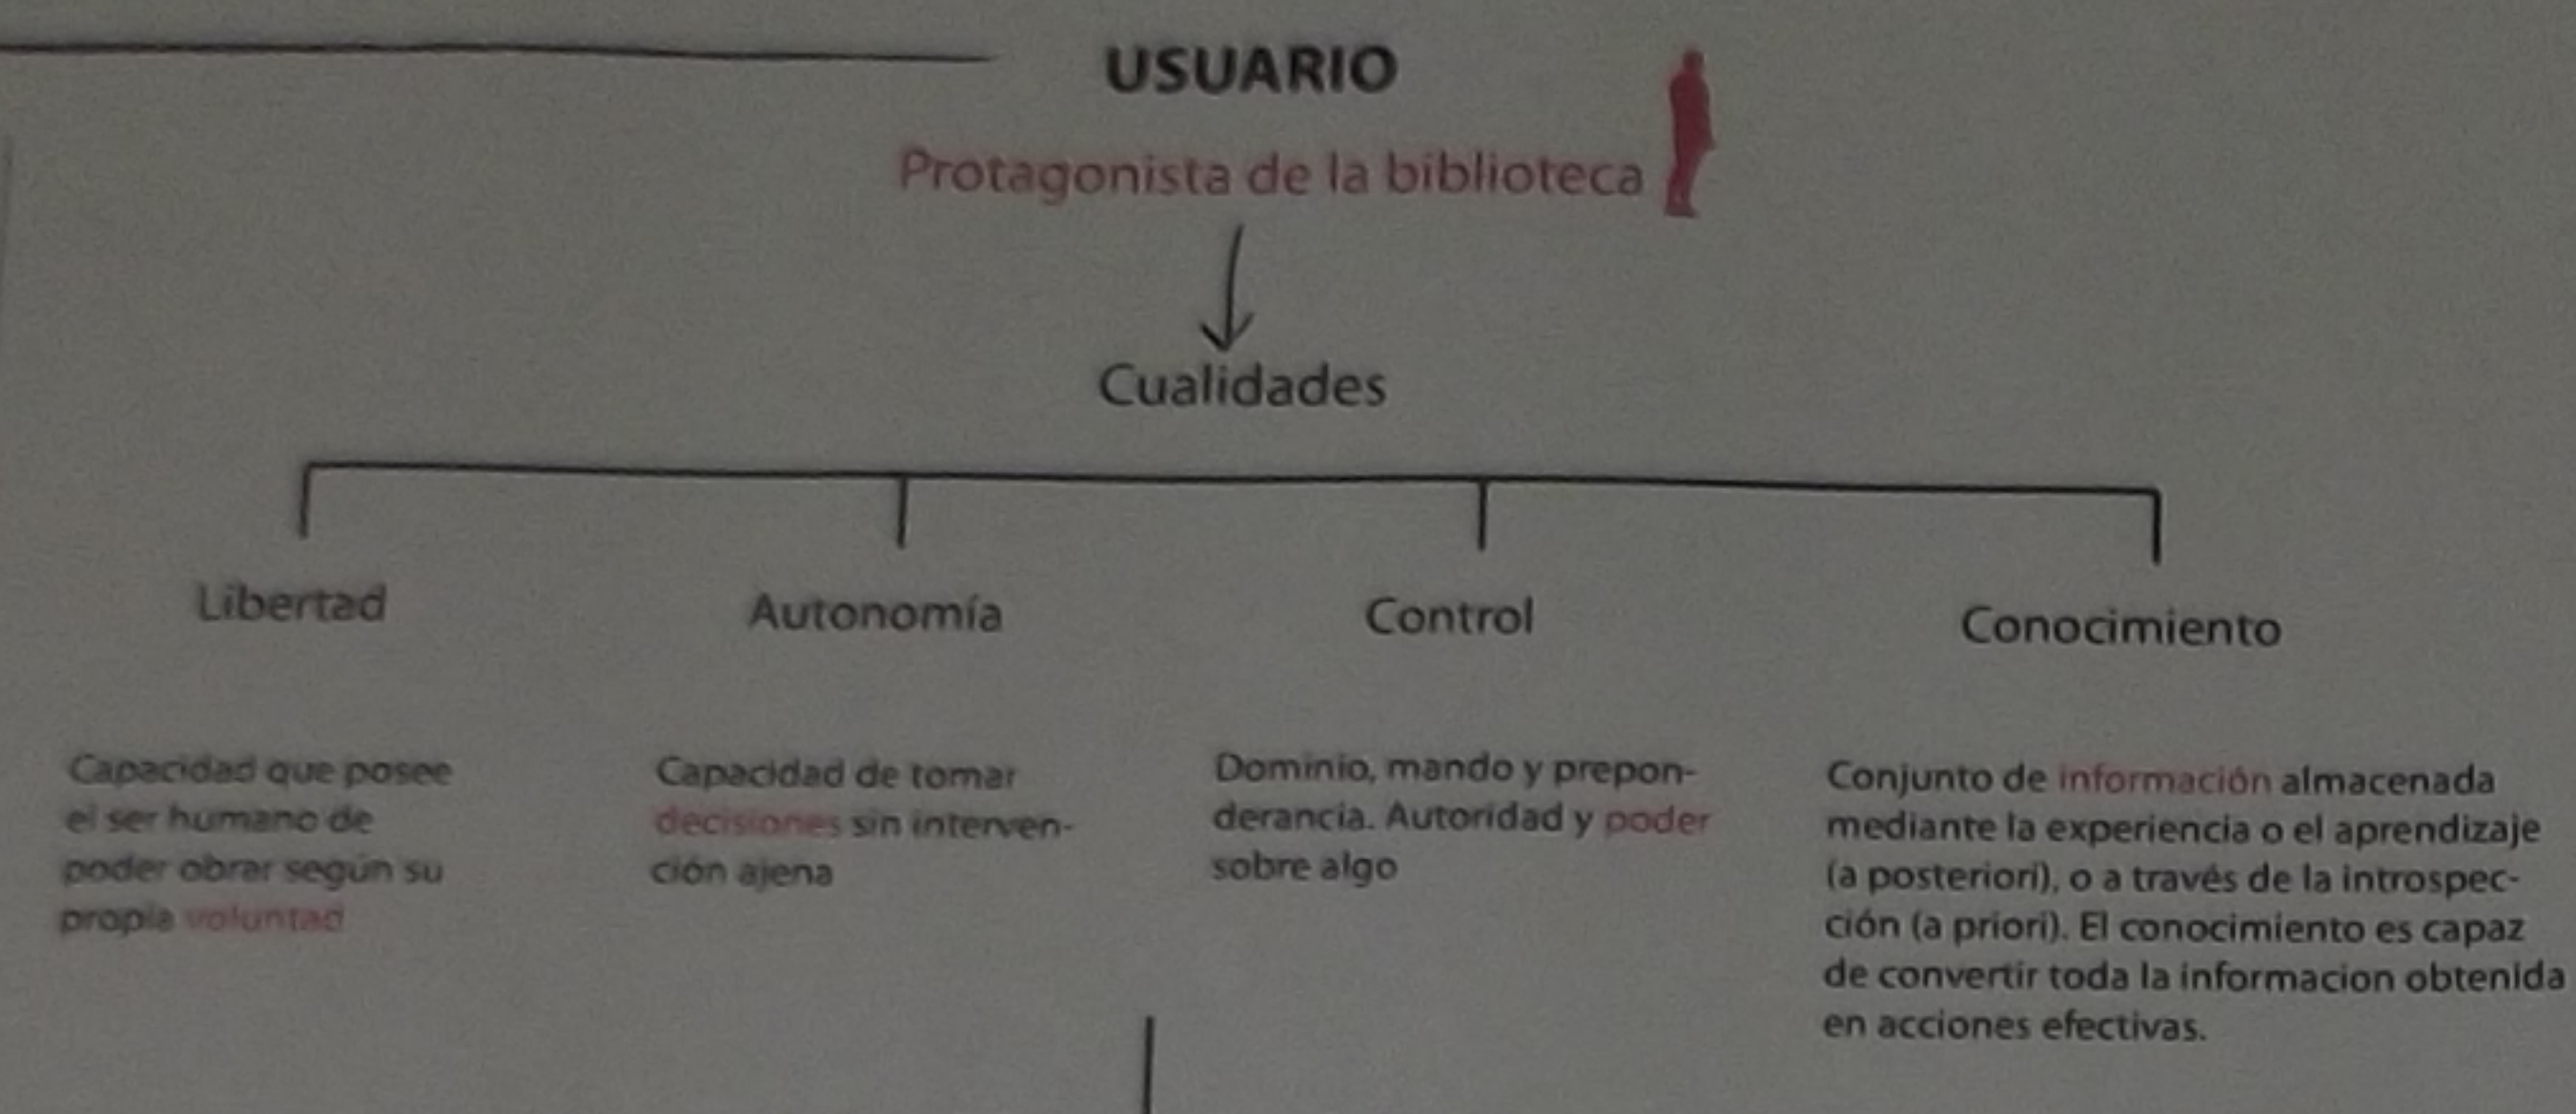 USUARIO
Protagonista de la biblioteca
Cualidades
Libertad
Autonomía
Control
Conocimiento
Capacidad que posee
el ser humano de
poder obrar según su
propia voluntad
Capacidad de tomar
decisiones sin interven-
ción ajena
Dominio, mando y prepon-
derancia. Autoridad y poder
sobre algo
Conjunto de información almacenada
mediante la experiencia o el aprendizaje
(a posteriori), o a través de la introspec-
ción (a priori). El conocimiento es capaz
de convertir toda la informacion obtenida
en acciones efectivas.